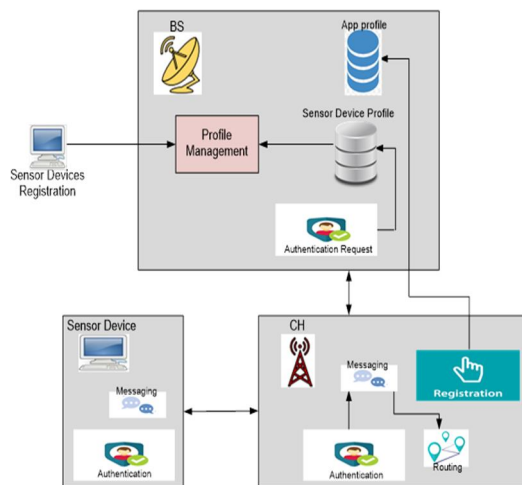 BS
App profile
Sensor Device Profile
Profile
Management
Sensor Devices
Registration
Authentication Request
Sensor Device
Messaging
Authentication
CH
Messaging
Registration
Authentication
Routing